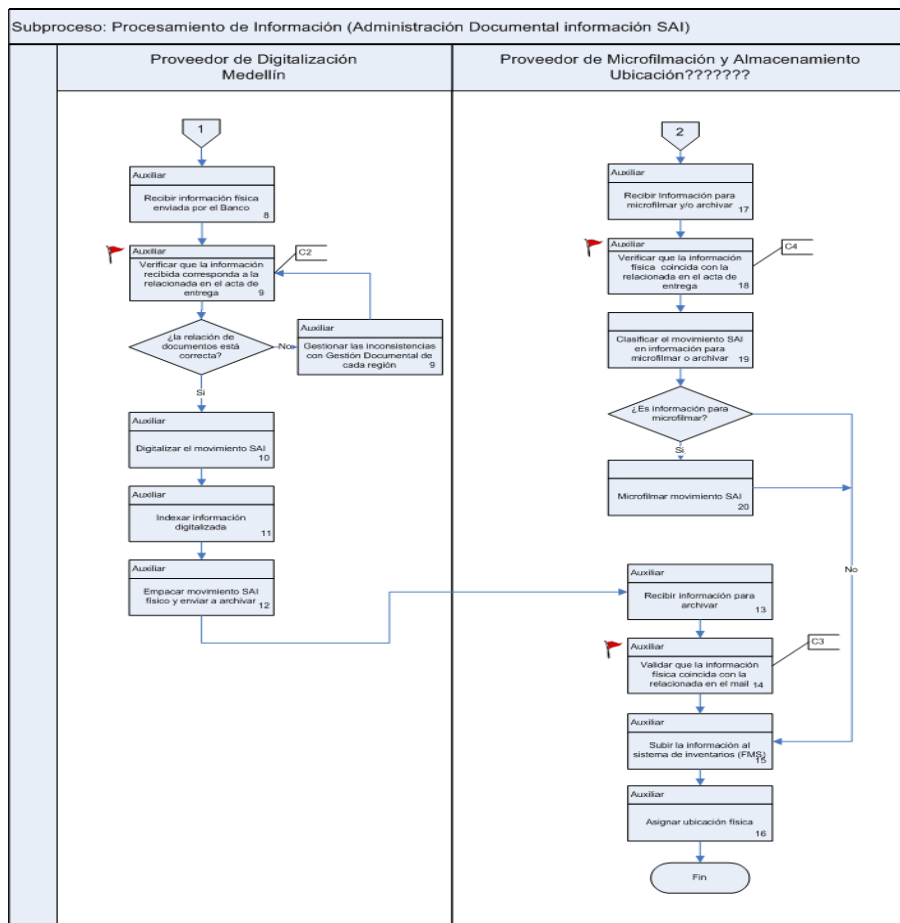 Subproceso: Procesamiento de Información (Administración Documental información SAI)
Proveedor de Digitalización
Medellín
1
Auxiliar
Recibir información física
enviada por el Banco
8
Auxiliar
C2
Verificar que la información
recibida corresponda a la
relacionada en el acta de
entrega
9
¿la relación de
documentos está
correcta?
No
Auxiliar
Gestionar las inconsistencias
con Gestión Documental de
cada región
9
Si
Auxiliar
Digitalizar el movimiento SAI
10
Auxiliar
Indexar información
digitalizada
11
Auxiliar
Empacar movimiento SAI
físico y enviar a archivar
12
Proveedor de Microfilmación y Almacenamiento
Ubicación???????
2
Auxiliar
Recibir Información para
microfilmar y/o archivar
17
Auxiliar
C4
Verificar que la información
física coincida con la
relacionada en el acta de
entrega
18
Clasificar el movimiento SAI
en información para
microfilmar o archivar
19
¿Es información para
microfilmar?
Si
Microfilmar movimiento SAI
20
No
Auxiliar
Recibir información para
archivar
13
Auxiliar
C3
Validar que la información
física coincida con la
relacionada en el mail
14
Auxiliar
Subir la información al
sistema de inventarios (FMS)
15
Auxiliar
Asignar ubicación física
16
Fin